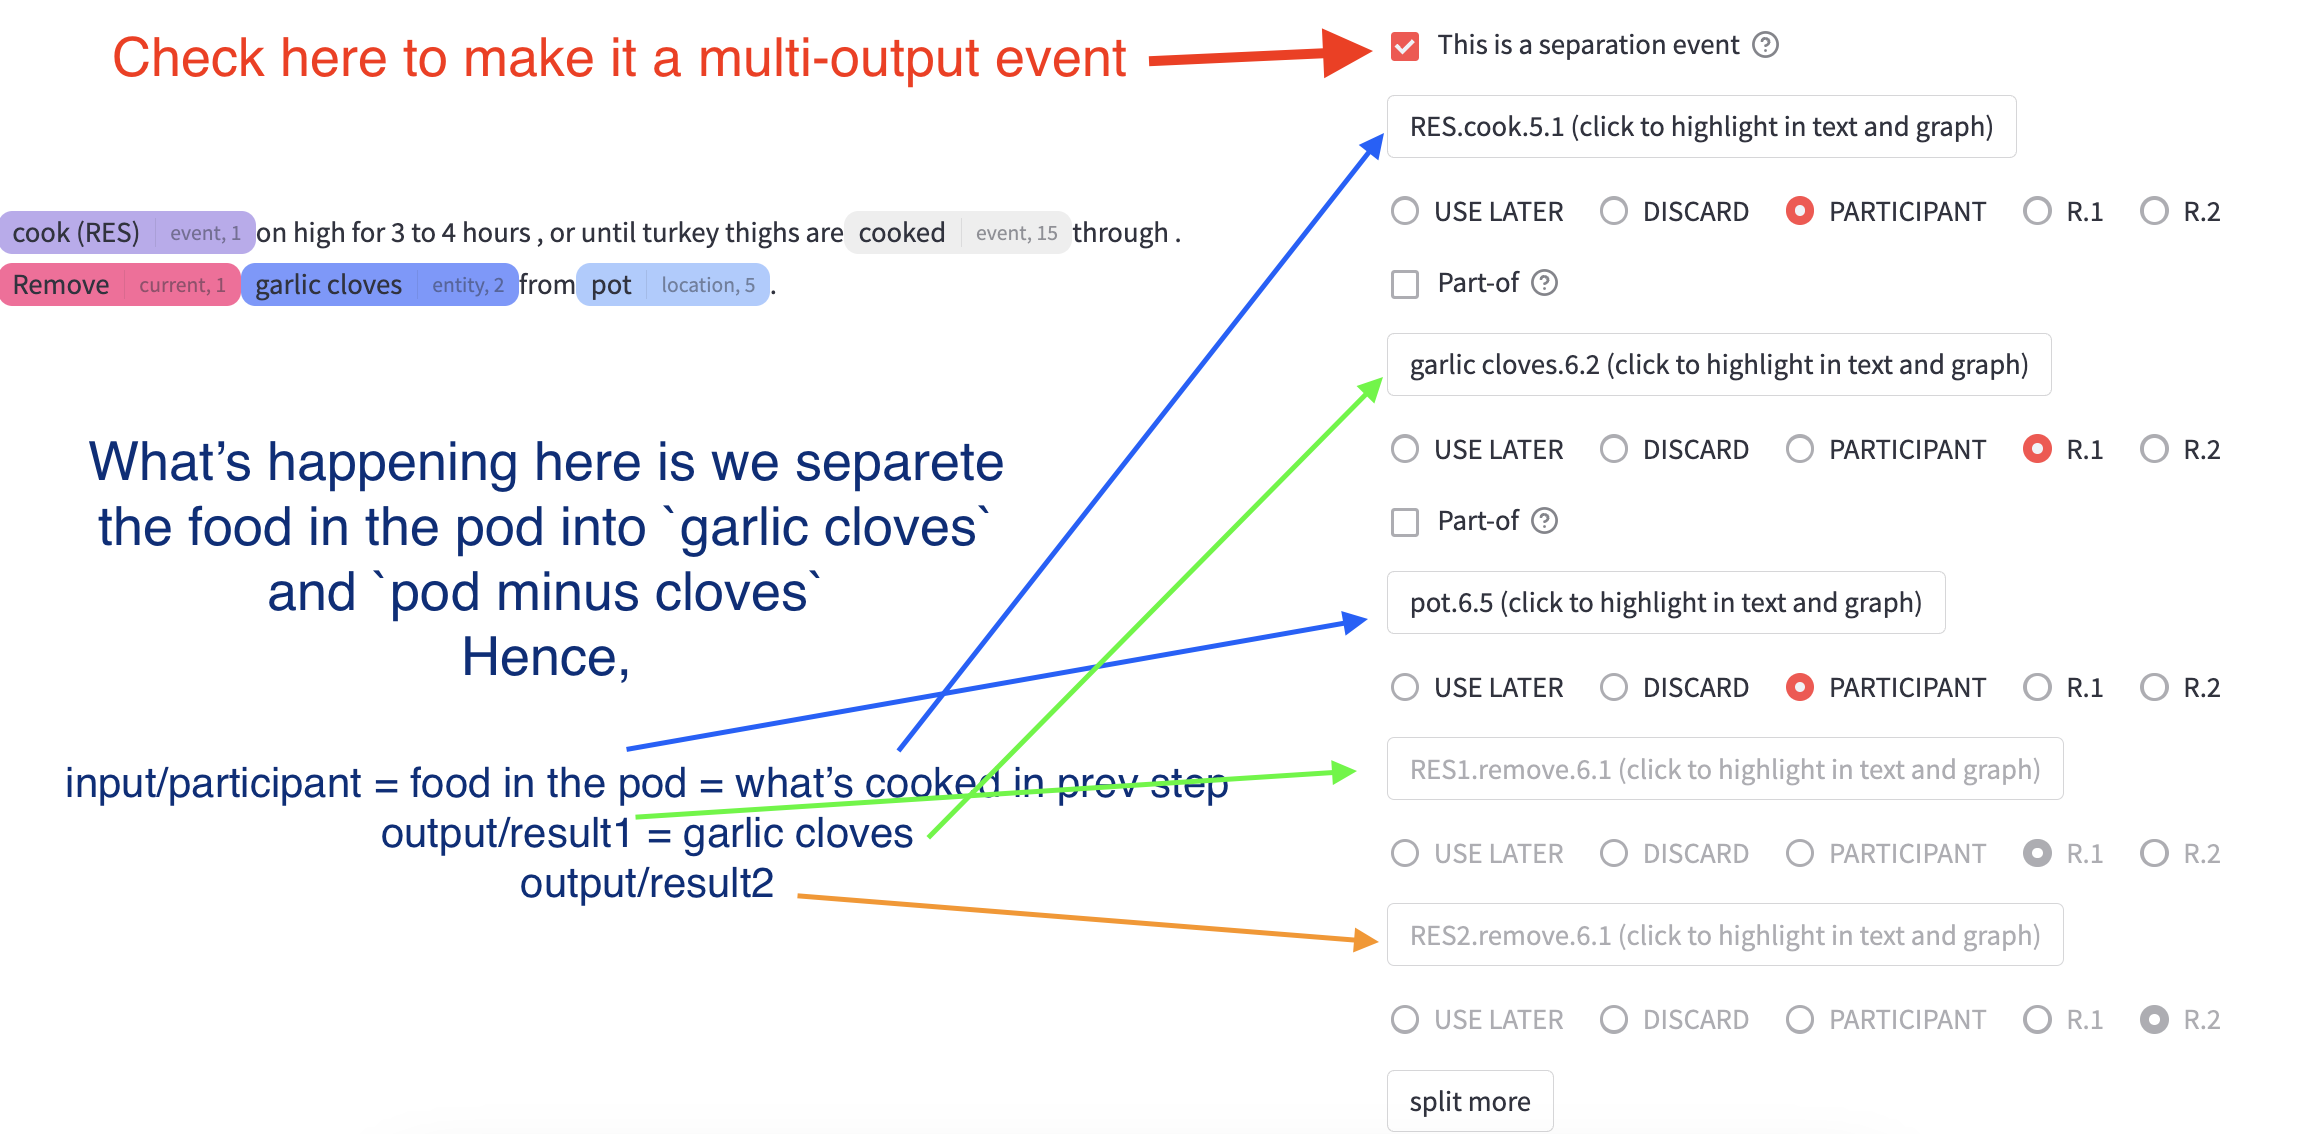 Check here to make it a multi-output event
This is a separation event ?
RES.cook.5.1 (click to highlight in text and graph)
USE LATER DISCARD PARTICIPANT R.1 R.2
Part-of ?
cook (RES) event, 1 on high for 3 to 4 hours , or until turkey thighs are cooked event, 15 through .
Remove current, 1 garlic cloves entity, 2 from pot location, 5 .
garlic cloves.6.2 (click to highlight in text and graph)
USE LATER DISCARD PARTICIPANT R.1 R.2
Part-of ?
What's happening here is we separete
the food in the pod into `garlic cloves`
and `pod minus cloves`
Hence,
pot.6.5 (click to highlight in text and graph)
USE LATER DISCARD PARTICIPANT R.1 R.2
input/participant = food in the pod = what's cooked in prev step
output/result1 = garlic cloves
output/result2
RES1.remove.6.1 (click to highlight in text and graph)
USE LATER DISCARD PARTICIPANT R.1 R.2
RES2.remove.6.1 (click to highlight in text and graph)
USE LATER DISCARD PARTICIPANT R.1 R.2
split more